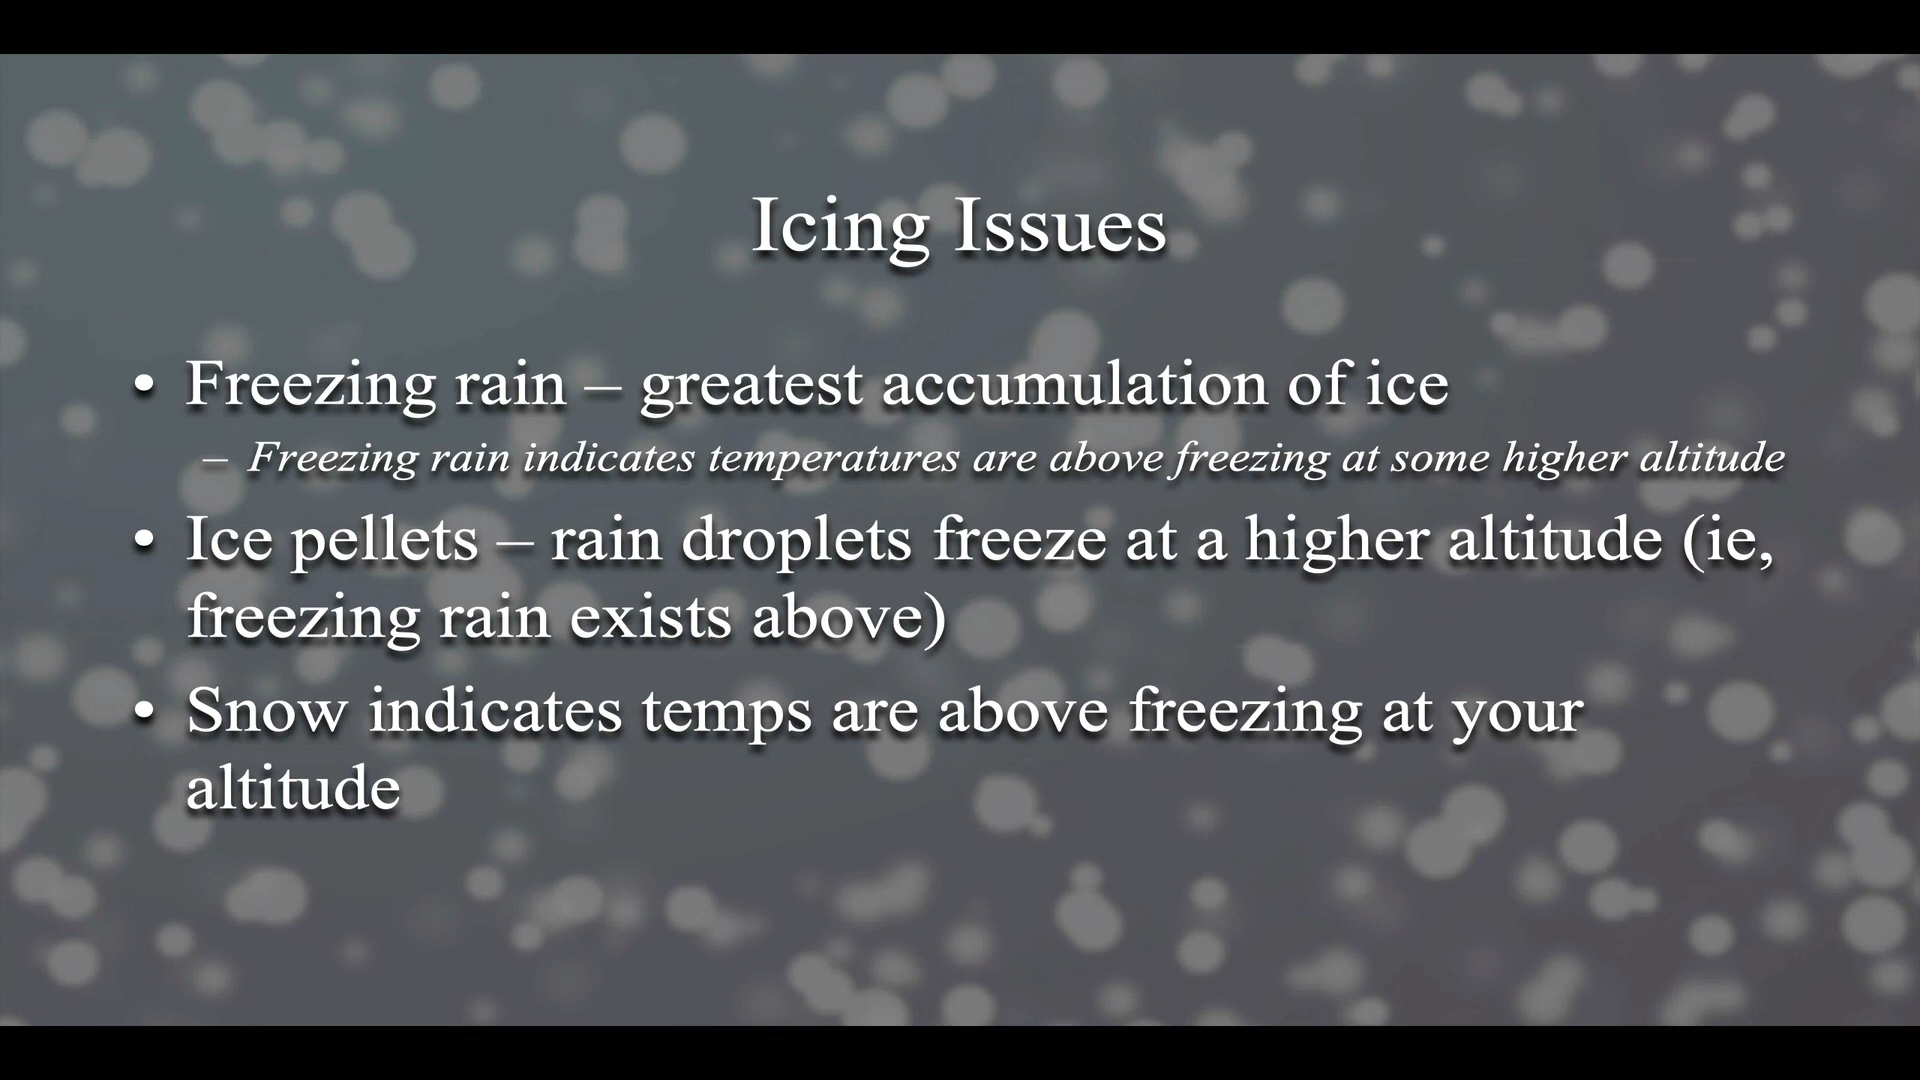 Icing Issues
• Freezing rain – greatest accumulation of ice
– Freezing rain indicates temperatures are above freezing at some higher altitude
• Ice pellets – rain droplets freeze at a higher altitude (ie,
freezing rain exists above)
• Snow indicates temps are above freezing at your
altitude